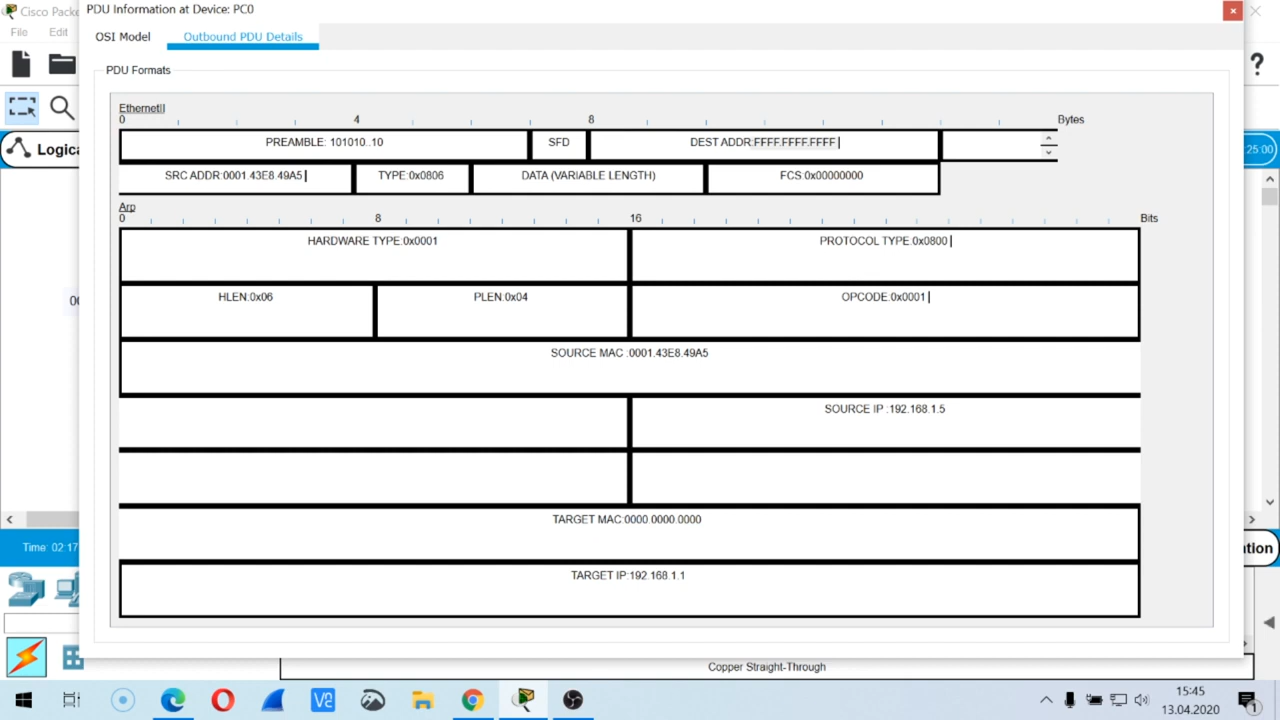 Cisco Packe
PDU Information at Device: PC0
File Edit
OSI Model Outbound PDU Details
PDU Formats
EthernetII
0 4 8 Bytes
PREAMBLE: 101010..10 SFD DEST ADDR:FFFF.FFFF.FFFF
SRC ADDR:0001.43E8.49A5 TYPE:0x0806 DATA (VARIABLE LENGTH) FCS:0x00000000
Logica
25:00
Arp
0 8 16 Bits
HARDWARE TYPE:0x0001 PROTOCOL TYPE:0x0800
HLEN:0x06 PLEN:0x04 OPCODE:0x0001
SOURCE MAC :0001.43E8.49A5
SOURCE IP :192.168.1.5
TARGET MAC:0000.0000.0000
TARGET IP:192.168.1.1
Time: 02:17
tion
Copper Straight-Through
15:45
13.04.2020
1